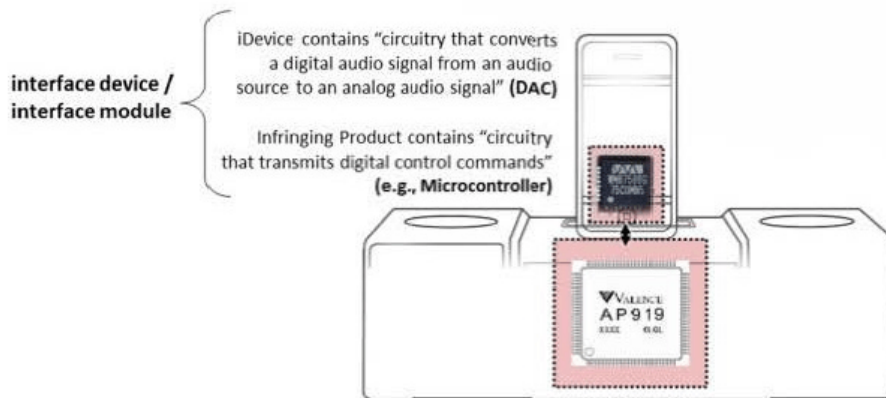 iDevice contains “circuitry that converts
a digital audio signal from an audio
source to an analog audio signal” (DAC)
interface device /
interface module
Infringing Product contains “circuitry
that transmits digital control commands”
(e.g., Microcontroller)
VALENCE
AP919